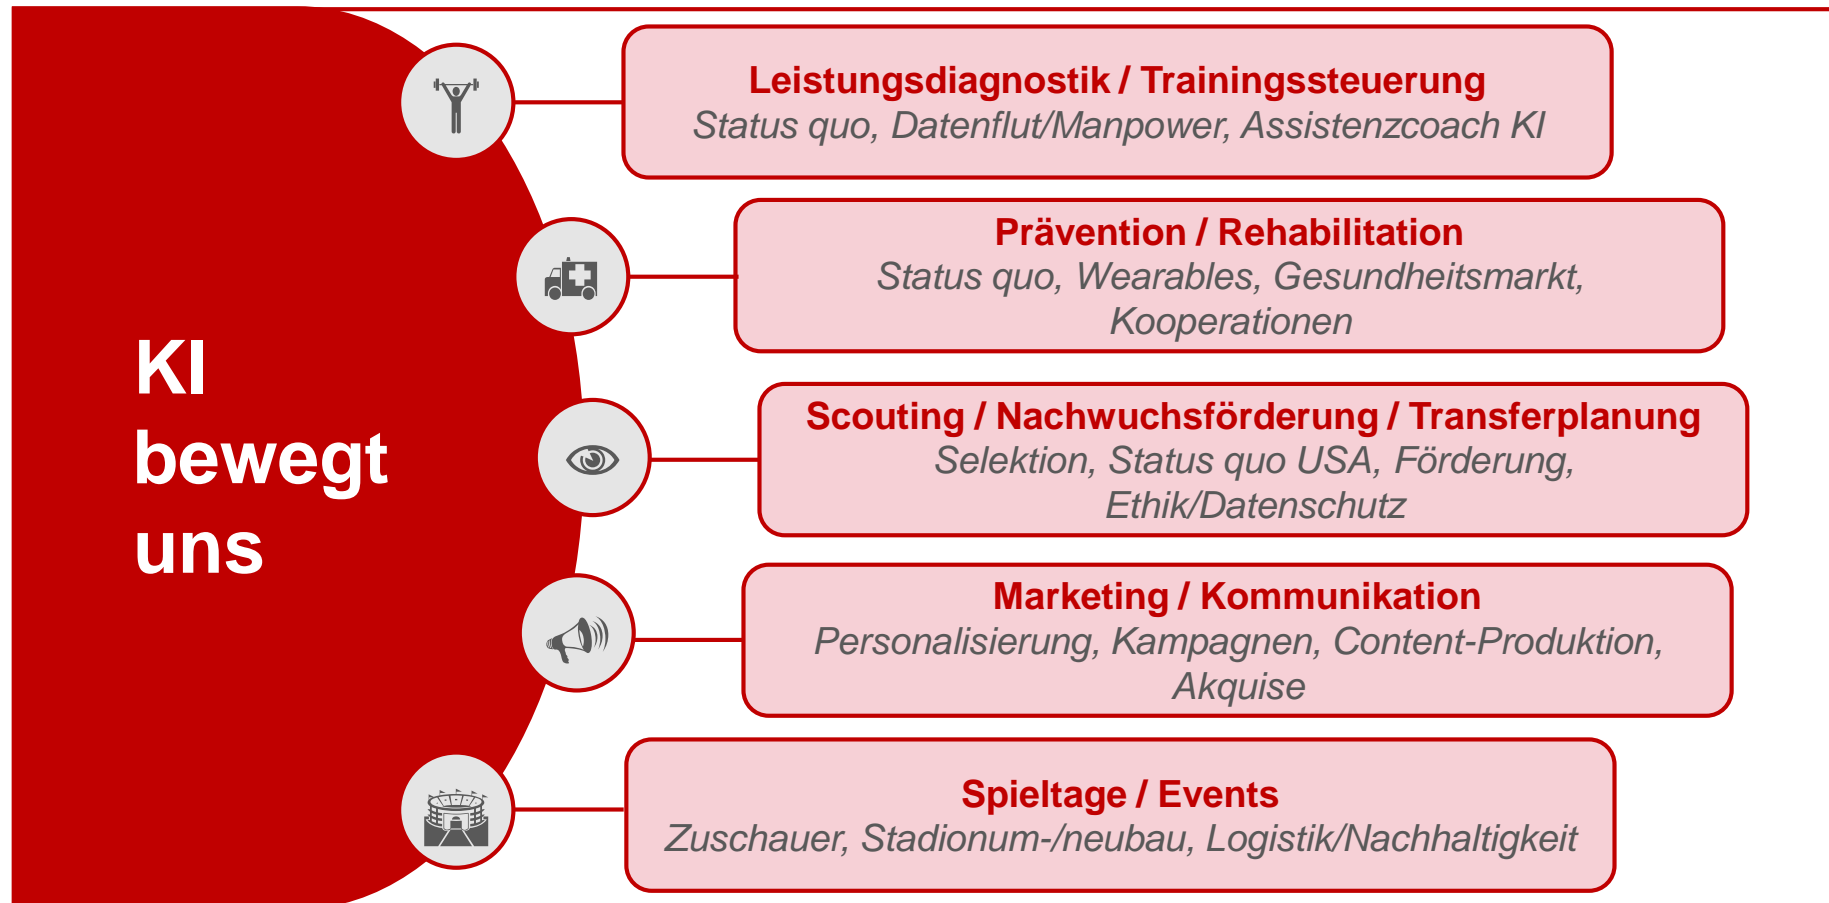 KI
bewegt
uns
Leistungsdiagnostik / Trainingssteuerung
Status quo, Datenflut/Manpower, Assistenzcoach KI
Prävention / Rehabilitation
Status quo, Wearables, Gesundheitsmarkt,
Kooperationen
Scouting / Nachwuchsförderung / Transferplanung
Selektion, Status quo USA, Förderung,
Ethik/Datenschutz
Marketing / Kommunikation
Personalisierung, Kampagnen, Content-Produktion,
Akquise
Spieltage / Events
Zuschauer, Stadionum-/neubau, Logistik/Nachhaltigkeit